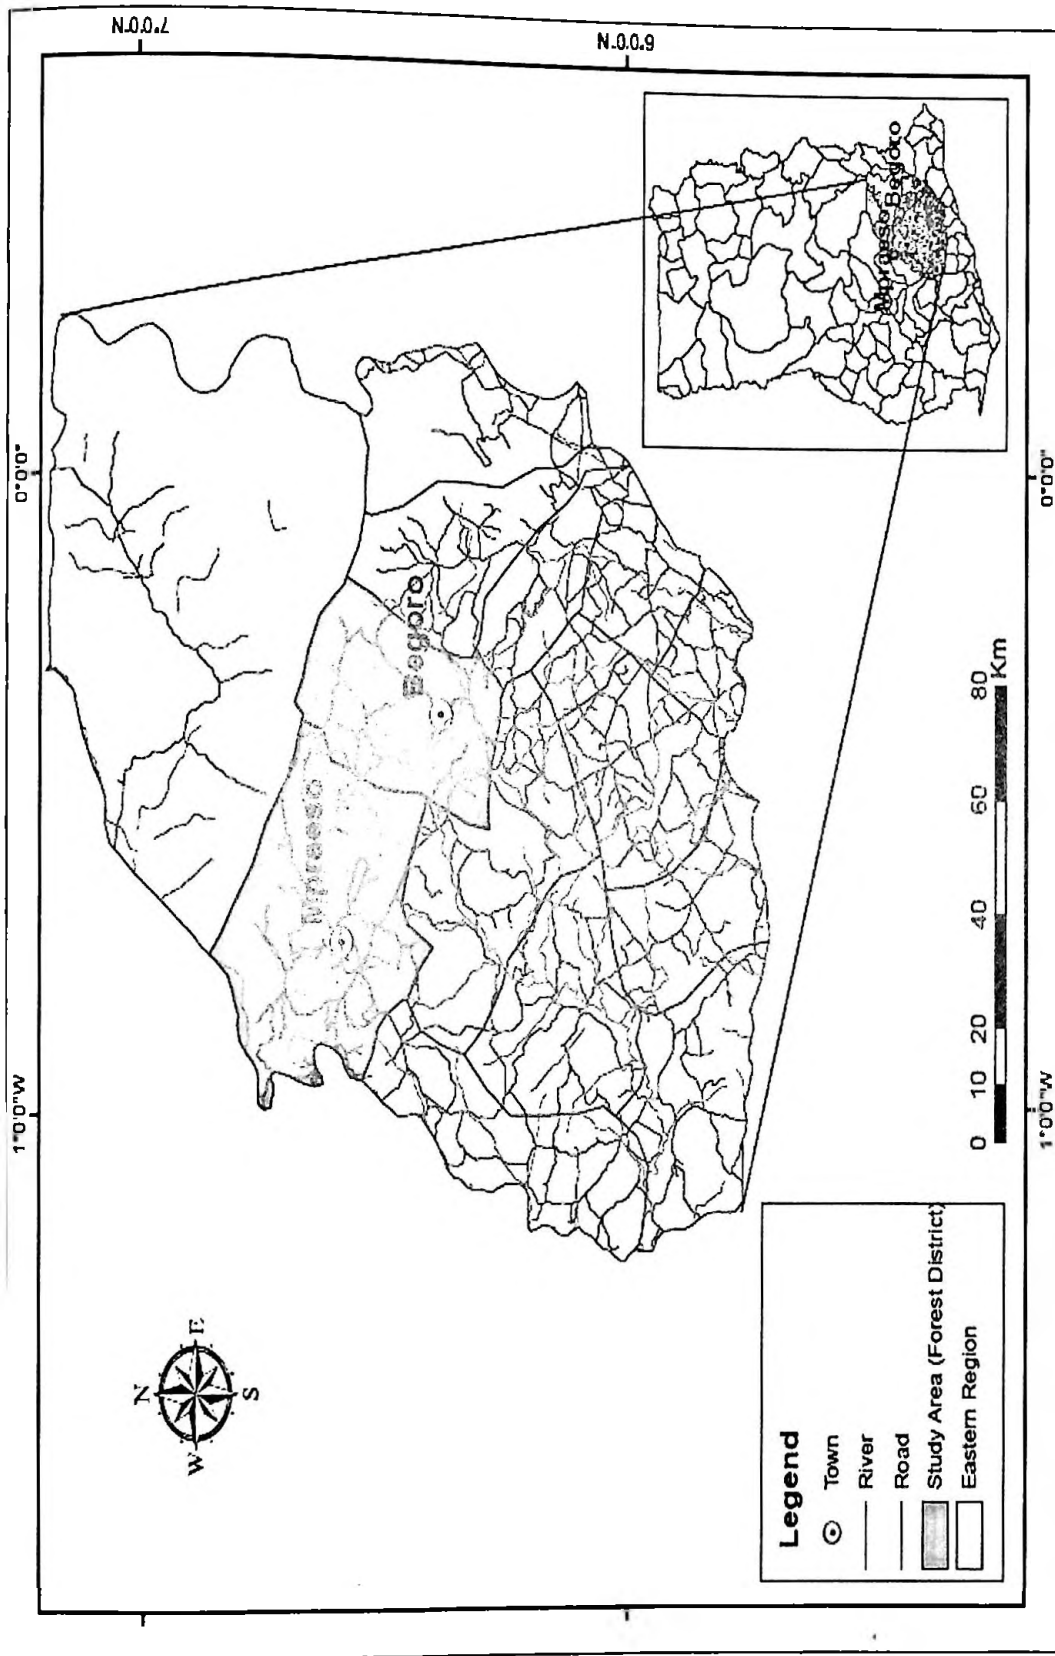 1°0'0"W
0°0'0"
7°0'0"N
6°0'0"N
N
W
E
S
Mpraeso
Begoro
Mpraeso
Begoro
Legend
Town
River
Road
Study Area (Forest District)
Eastern Region
0 10 20 40 60 80
Km
1°0'0"W
0°0'0"